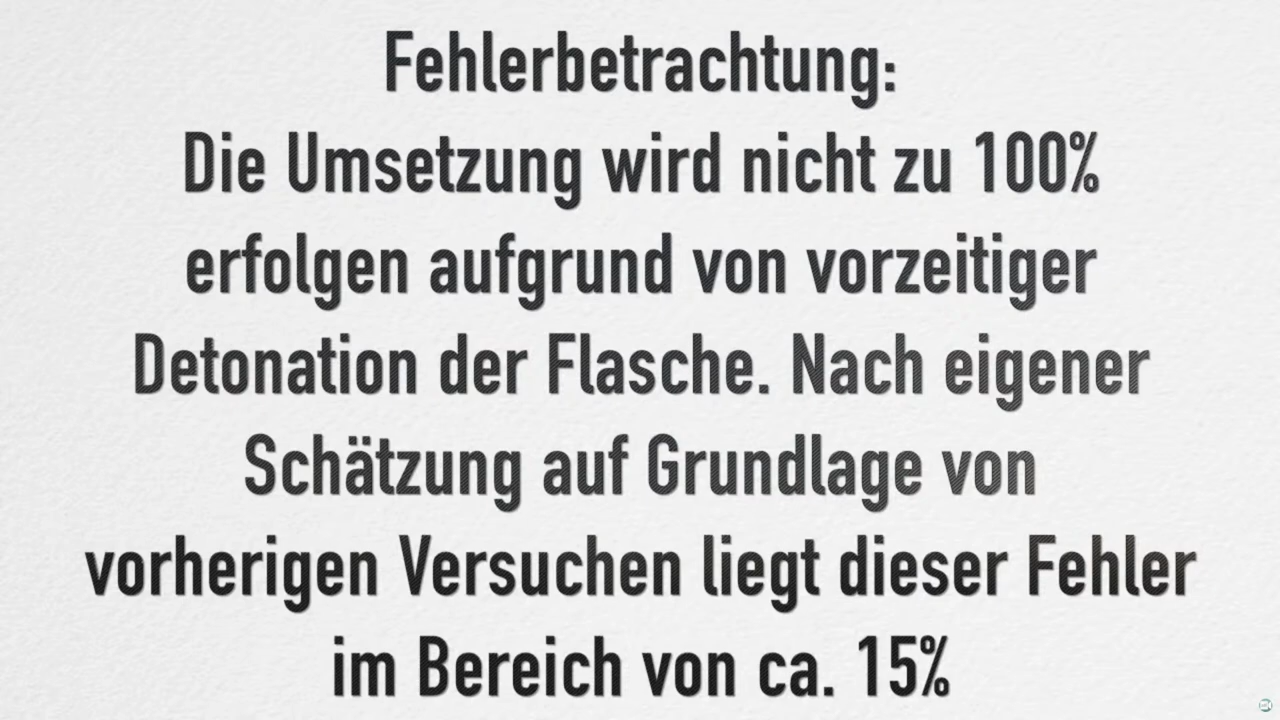 Fehlerbetrachtung:
Die Umsetzung wird nicht zu 100%
erfolgen aufgrund von vorzeitiger
Detonation der Flasche. Nach eigener
Schätzung auf Grundlage von
vorherigen Versuchen liegt dieser Fehler
im Bereich von ca. 15%